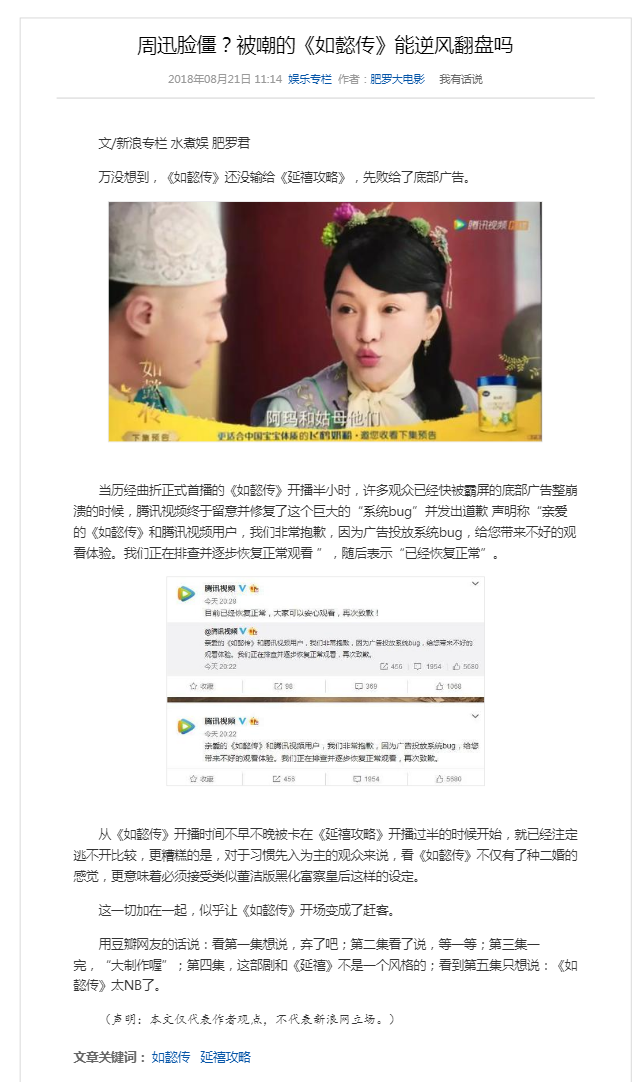 周迅脸僵？被嘲的《如懿传》能逆风翻盘吗
2018年08月21日 11:14 娱乐专栏 作者：肥罗大电影 我有话说
文/新浪专栏 水煮娱 肥罗君
万没想到，《如懿传》还没输给《延禧攻略》，先败给了底部广告。
腾讯视频
如懿传
阿玛和姑母他们
下集预告
更适合中国宝宝体质的飞鹤奶粉·邀您收看下集预告
当历经曲折正式首播的《如懿传》开播半小时，许多观众已经快被霸屏的底部广告整崩
溃的时候，腾讯视频终于留意并修复了这个巨大的“系统bug”并发出道歉 声明称“亲爱
的《如懿传》和腾讯视频用户，我们非常抱歉，因为广告投放系统bug，给您带来不好的观
看体验。我们正在排查并逐步恢复正常观看 ”，随后表示“已经恢复正常”。
腾讯视频
今天 20:29
目前已经恢复正常，大家可以安心观看，再次致歉！
@腾讯视频
亲爱的《如懿传》和腾讯视频用户，我们非常抱歉，因为广告投放系统bug，给您带来不好的
观看体验。我们正在排查并逐步恢复正常观看，再次致歉。
今天 20:22 456 1954 5680
收藏 98 369 1068
腾讯视频
今天 20:22
亲爱的《如懿传》和腾讯视频用户，我们非常抱歉，因为广告投放系统bug，给您
带来不好的观看体验。我们正在排查并逐步恢复正常观看，再次致歉。
收藏 456 1954 5680
从《如懿传》开播时间不早不晚被卡在《延禧攻略》开播过半的时候开始，就已经注定
逃不开比较，更糟糕的是，对于习惯先入为主的观众来说，看《如懿传》不仅有了种二婚的
感觉，更意味着必须接受类似董洁版黑化富察皇后这样的设定。
这一切加在一起，似乎让《如懿传》开场变成了赶客。
用豆瓣网友的话说：看第一集想说，弃了吧；第二集看了说，等一等；第三集一
完，“大制作喔”；第四集，这部剧和《延禧》不是一个风格的；看到第五集只想说：《如
懿传》太NB了。
（声明：本文仅代表作者观点，不代表新浪网立场。）
文章关键词： 如懿传 延禧攻略